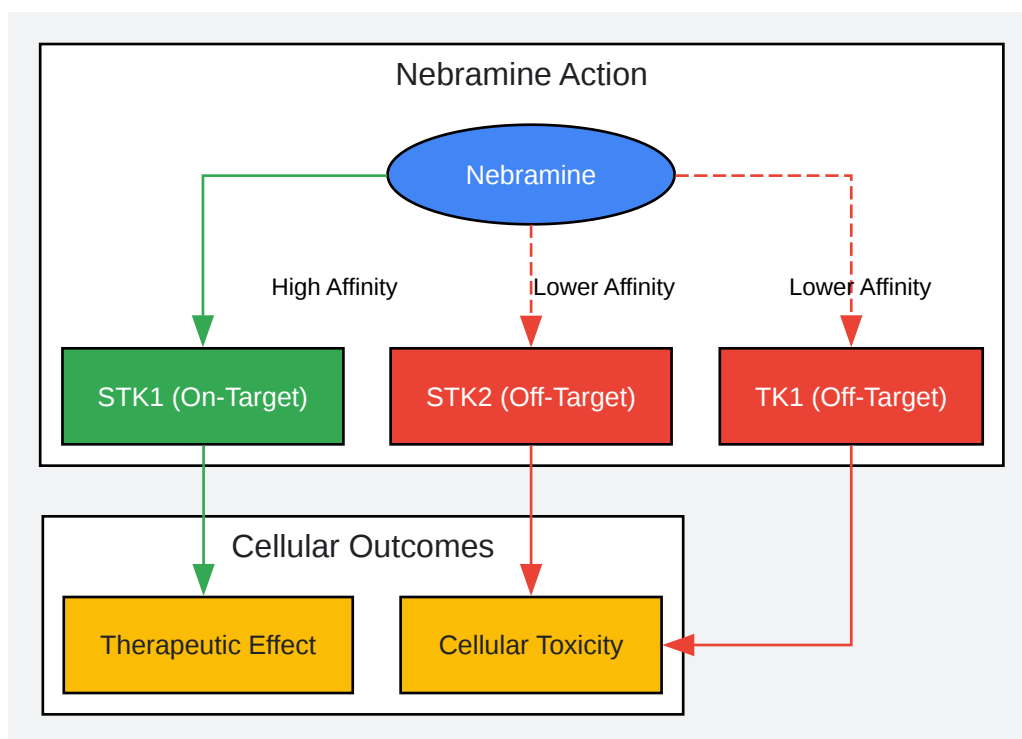 Nebramine Action
Nebramine
High Affinity
Lower Affinity
Lower Affinity
STK1 (On-Target)
STK2 (Off-Target)
TK1 (Off-Target)
Cellular Outcomes
Therapeutic Effect
Cellular Toxicity